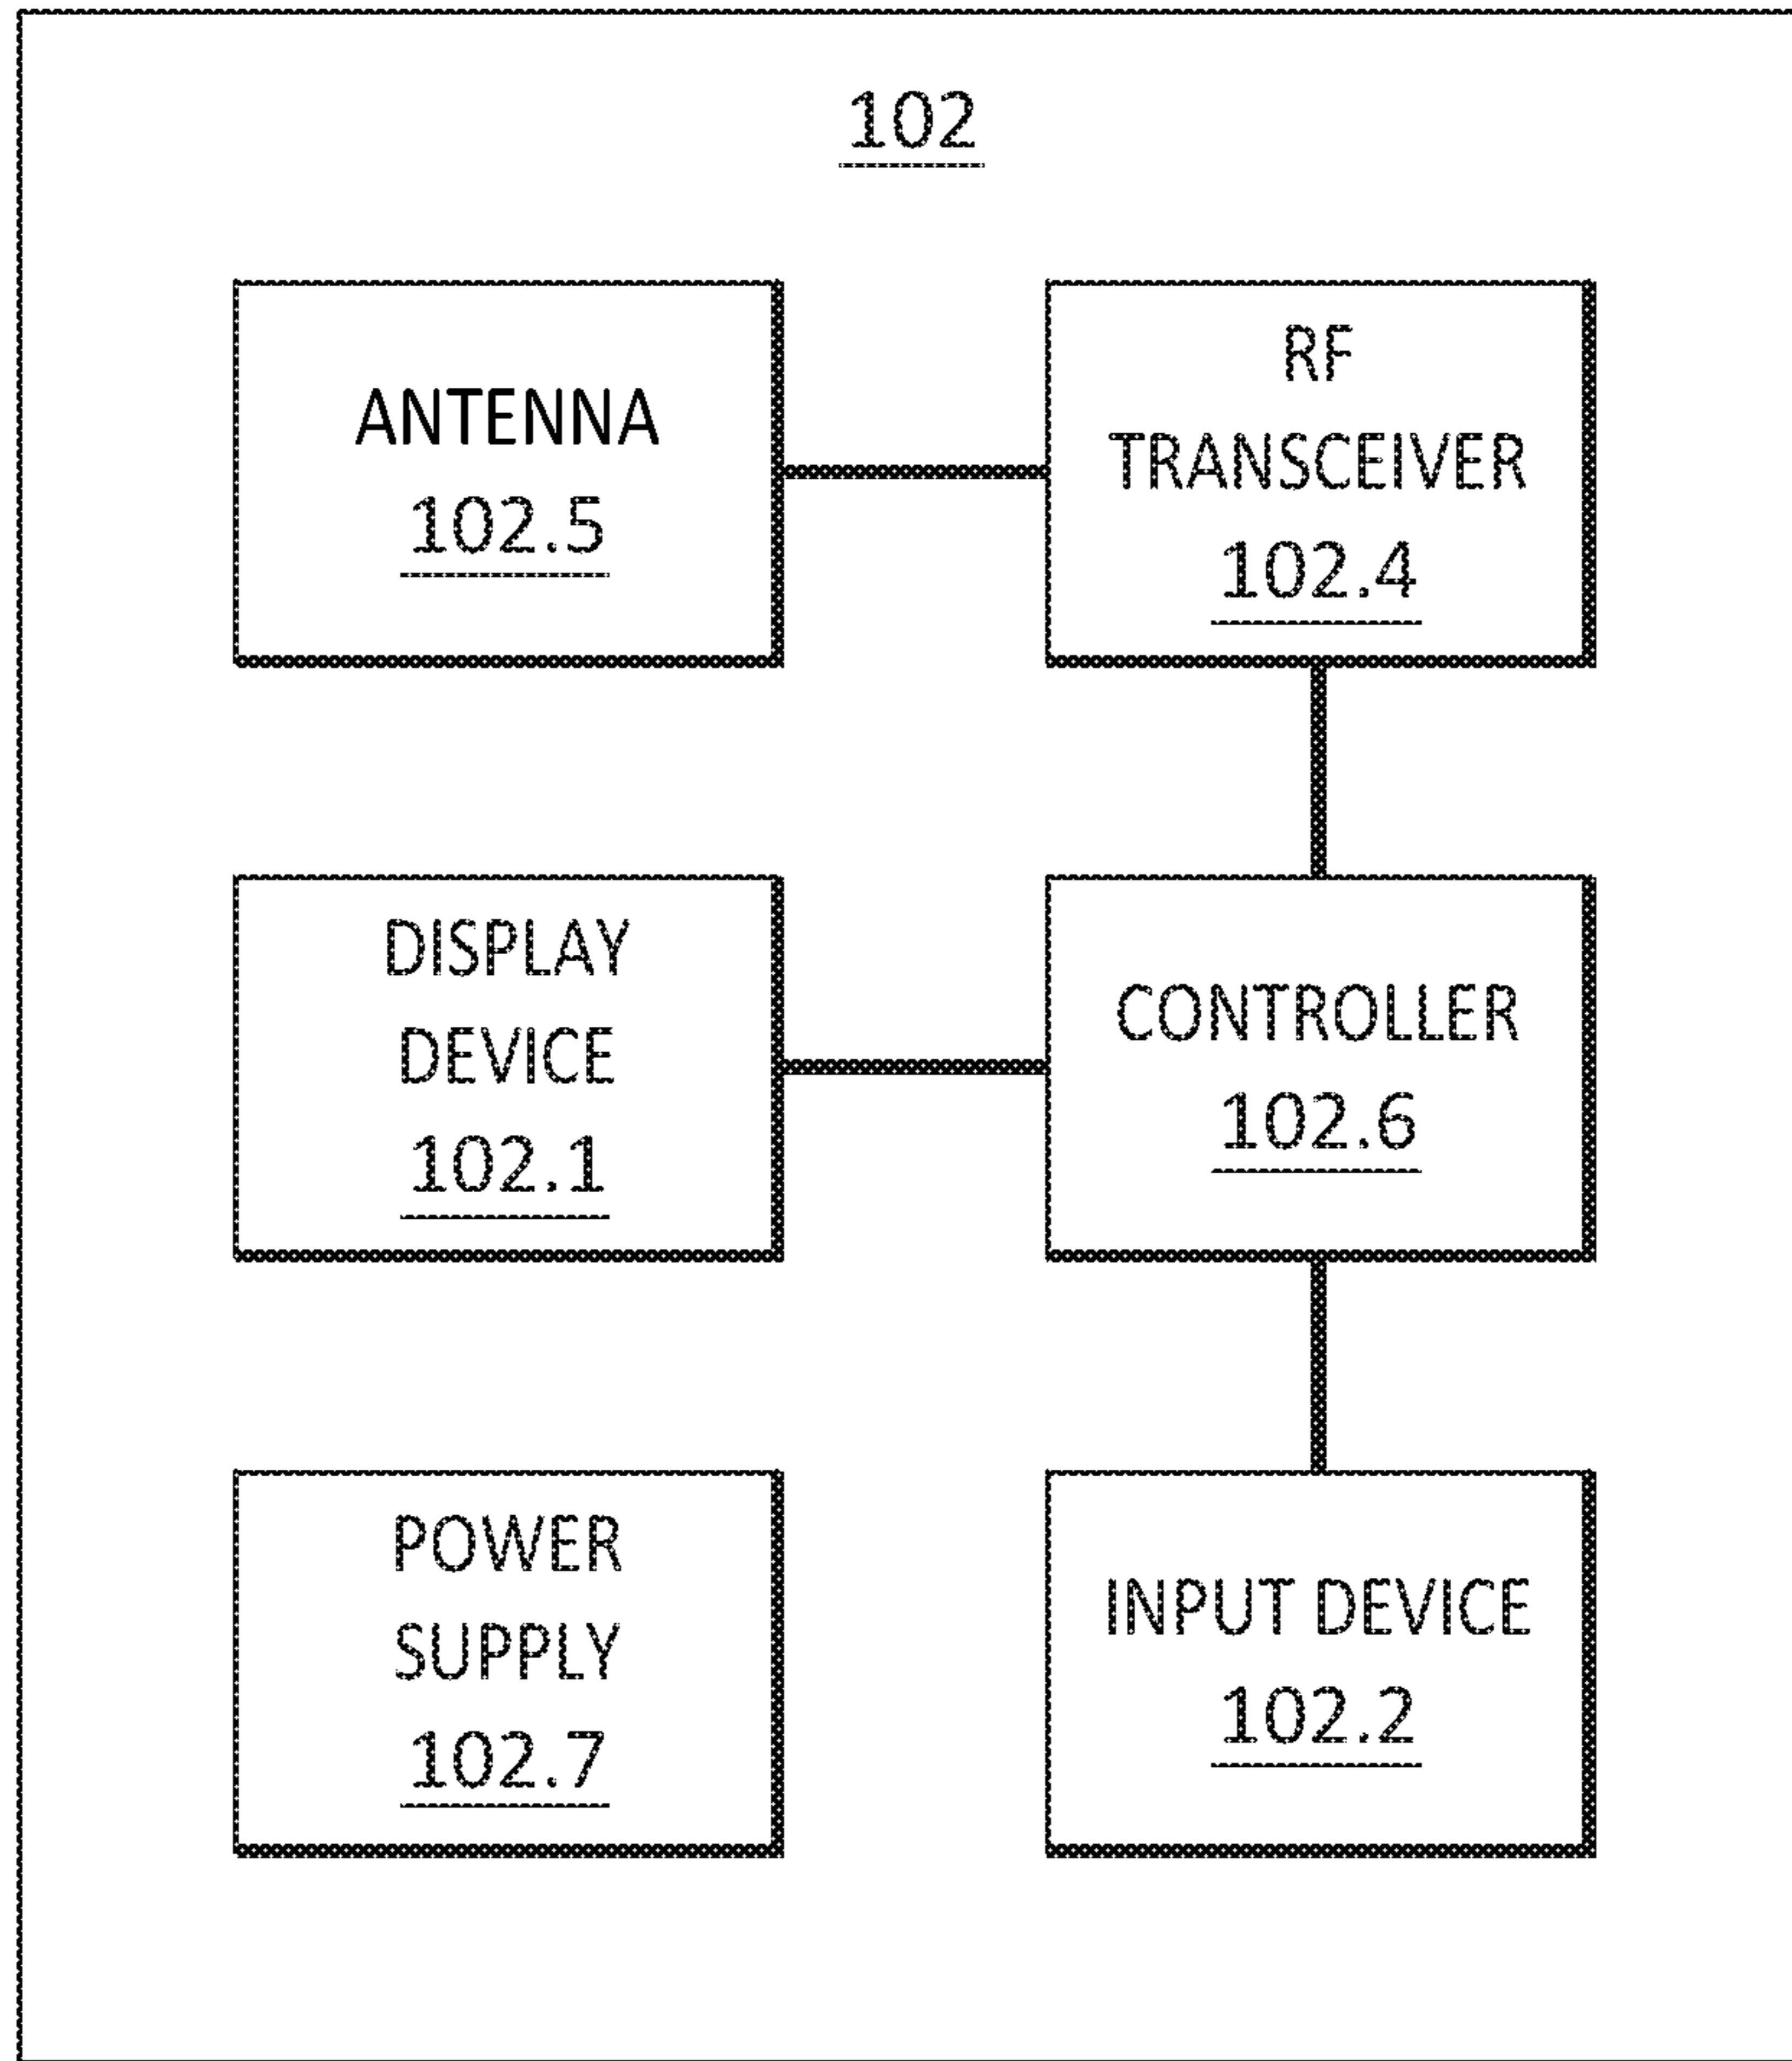 102
ANTENNA
102.5
RF
TRANSCEIVER
102.4
DISPLAY
DEVICE
102.1
CONTROLLER
102.6
POWER
SUPPLY
102.7
INPUT DEVICE
102.2